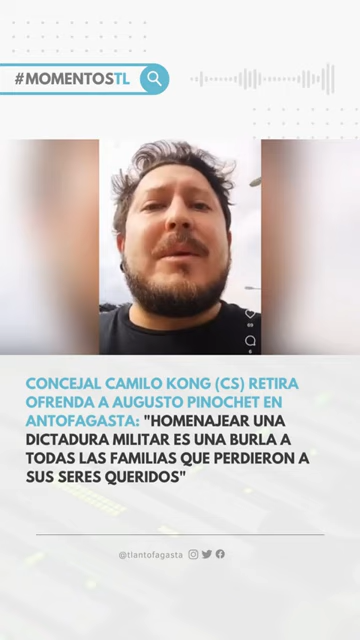 #MOMENTOSTL
CONCEJAL CAMILO KONG (CS) RETIRA
OFRENDA A AUGUSTO PINOCHET EN
ANTOFAGASTA: "HOMENAJEAR UNA
DICTADURA MILITAR ES UNA BURLA A
TODAS LAS FAMILIAS QUE PERDIERON A
SUS SERES QUERIDOS"
@tlantofagasta